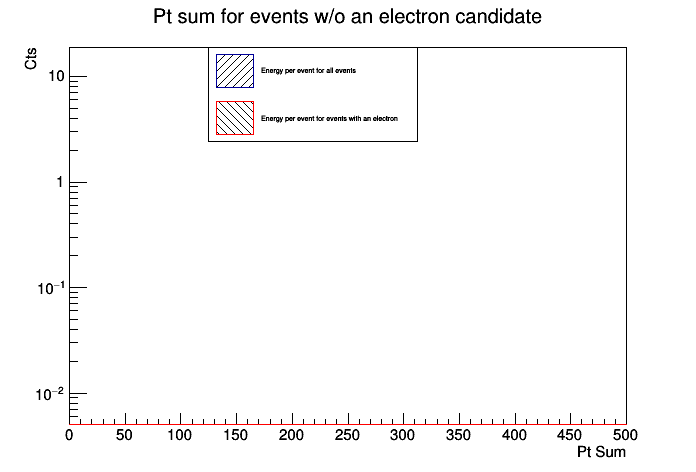 Pt sum for events w/o an electron candidate
Cts
Energy per event for all events
Energy per event for events with an electron
10
1
10⁻¹
10⁻²
0 50 100 150 200 250 300 350 400 450 500
Pt Sum